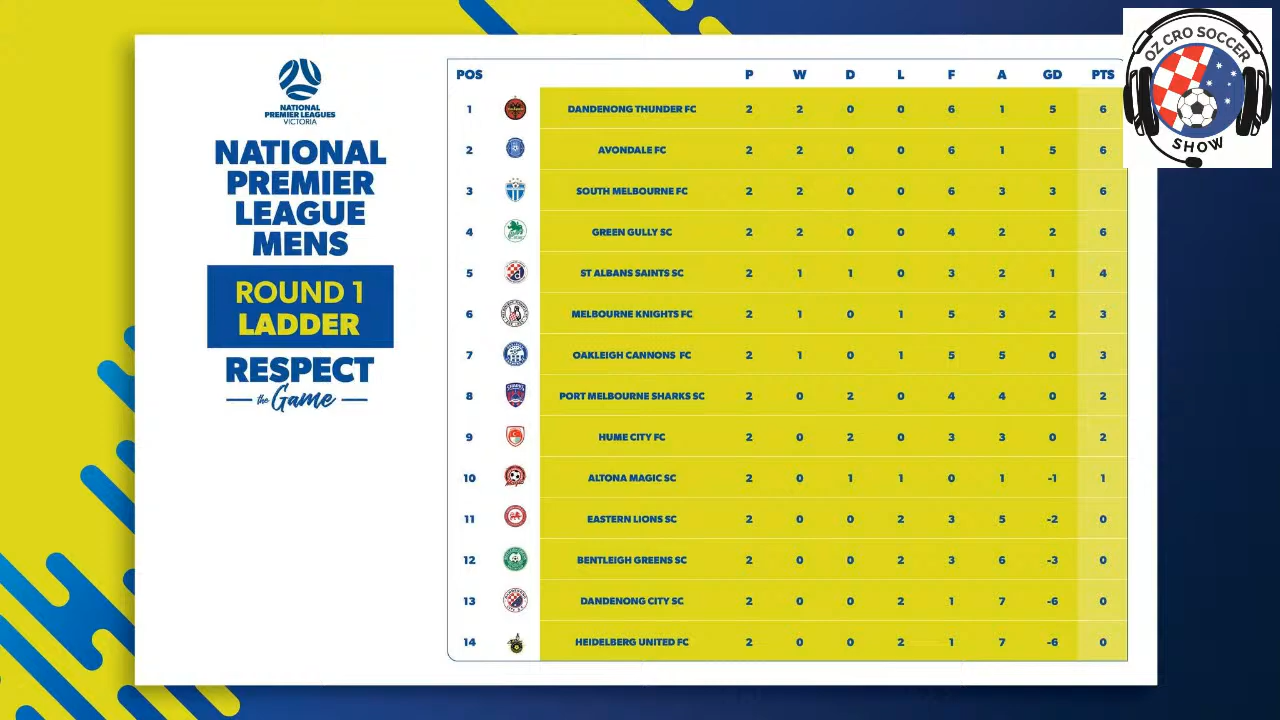 OZ CRO SOCCER
SHOW
NATIONAL
PREMIER LEAGUES
VICTORIA
NATIONAL
PREMIER
LEAGUE
MENS
ROUND 1
LADDER
RESPECT
the Game
POS P W D L F A GD PTS
1 DANDENONG THUNDER FC 2 2 0 0 6 1 5 6
2 AVONDALE FC 2 2 0 0 6 1 5 6
3 SOUTH MELBOURNE FC 2 2 0 0 6 3 3 6
4 GREEN GULLY SC 2 2 0 0 4 2 2 6
5 ST ALBANS SAINTS SC 2 1 1 0 3 2 1 4
6 MELBOURNE KNIGHTS FC 2 1 0 1 5 3 2 3
7 OAKLEIGH CANNONS FC 2 1 0 1 5 5 0 3
8 PORT MELBOURNE SHARKS SC 2 0 2 0 4 4 0 2
9 HUME CITY FC 2 0 2 0 3 3 0 2
10 ALTONA MAGIC SC 2 0 1 1 0 1 -1 1
11 EASTERN LIONS SC 2 0 0 2 3 5 -2 0
12 BENTLEIGH GREENS SC 2 0 0 2 3 6 -3 0
13 DANDENONG CITY SC 2 0 0 2 1 7 -6 0
14 HEIDELBERG UNITED FC 2 0 0 2 1 7 -6 0